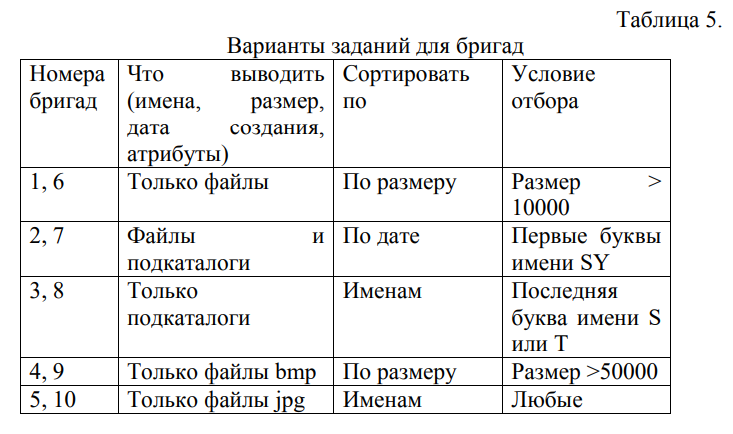 Таблица 5.
Варианты заданий для бригад
Номера бригад
Что выводить (имена, размер, дата создания, атрибуты)
Сортировать по
Условие отбора
1, 6
Только файлы
По размеру
Размер > 10000
2, 7
Файлы и подкаталоги
По дате
Первые буквы имени SY
3, 8
Только подкаталоги
Именам
Последняя буква имени S или T
4, 9
Только файлы bmp
По размеру
Размер >50000
5, 10
Только файлы jpg
Именам
Любые